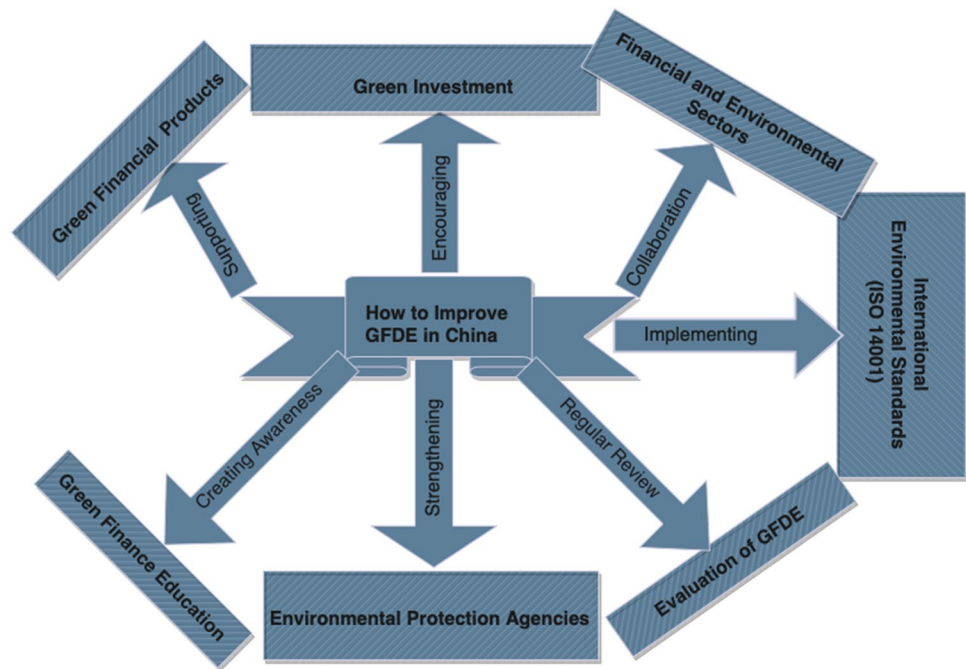 Green Financial Products
Green Investment
Financial and Environmental
Sectors
Supporting
Encouraging
Collaboration
How to Improve
GFDE in China
Implementing
International
Environmental Standards
(ISO 14001)
Creating Awareness
Strengthening
Regular Review
Green Finance Education
Environmental Protection Agencies
Evaluation of GFDE